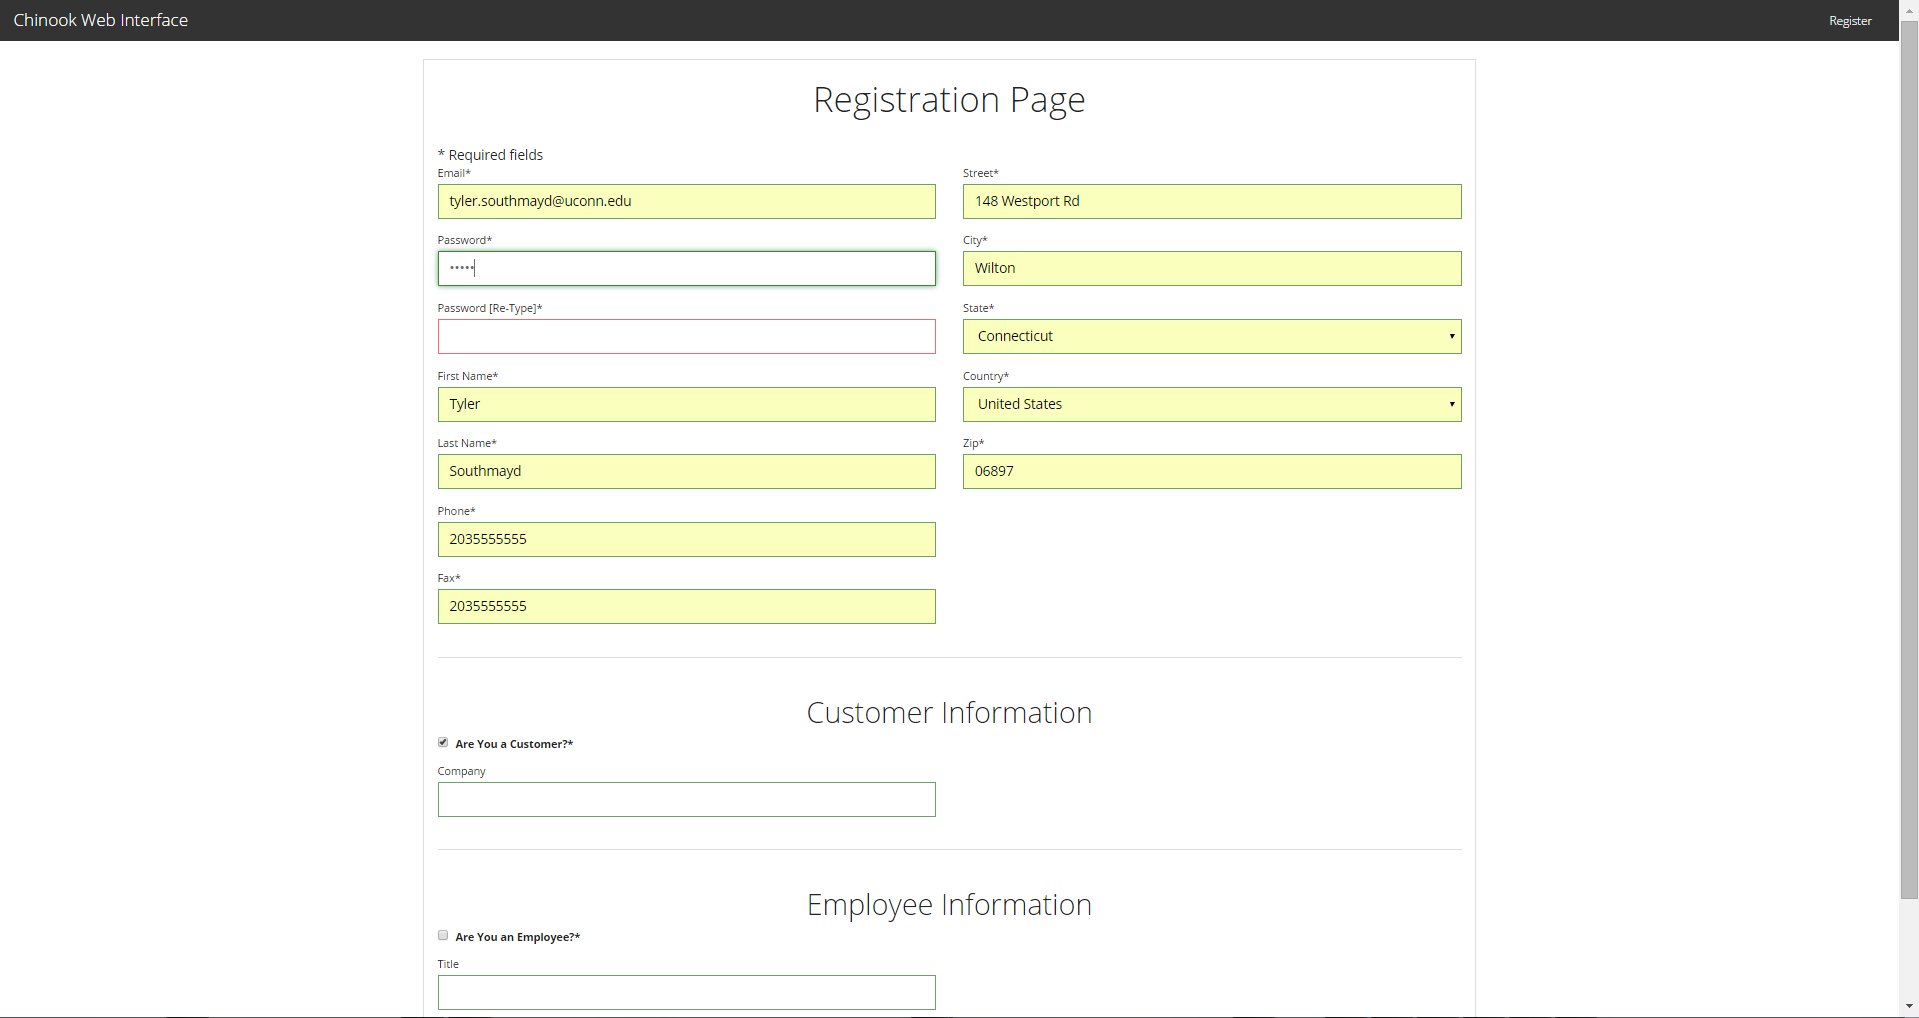 Chinook Web Interface
Register
Registration Page
* Required fields
Email*
tyler.southmayd@uconn.edu
Password*
•••••
Password [Re-Type]*
First Name*
Tyler
Last Name*
Southmayd
Phone*
2035555555
Fax*
2035555555
Street*
148 Westport Rd
City*
Wilton
State*
Connecticut
Country*
United States
Zip*
06897
Customer Information
Are You a Customer?*
Company
Employee Information
Are You an Employee?*
Title